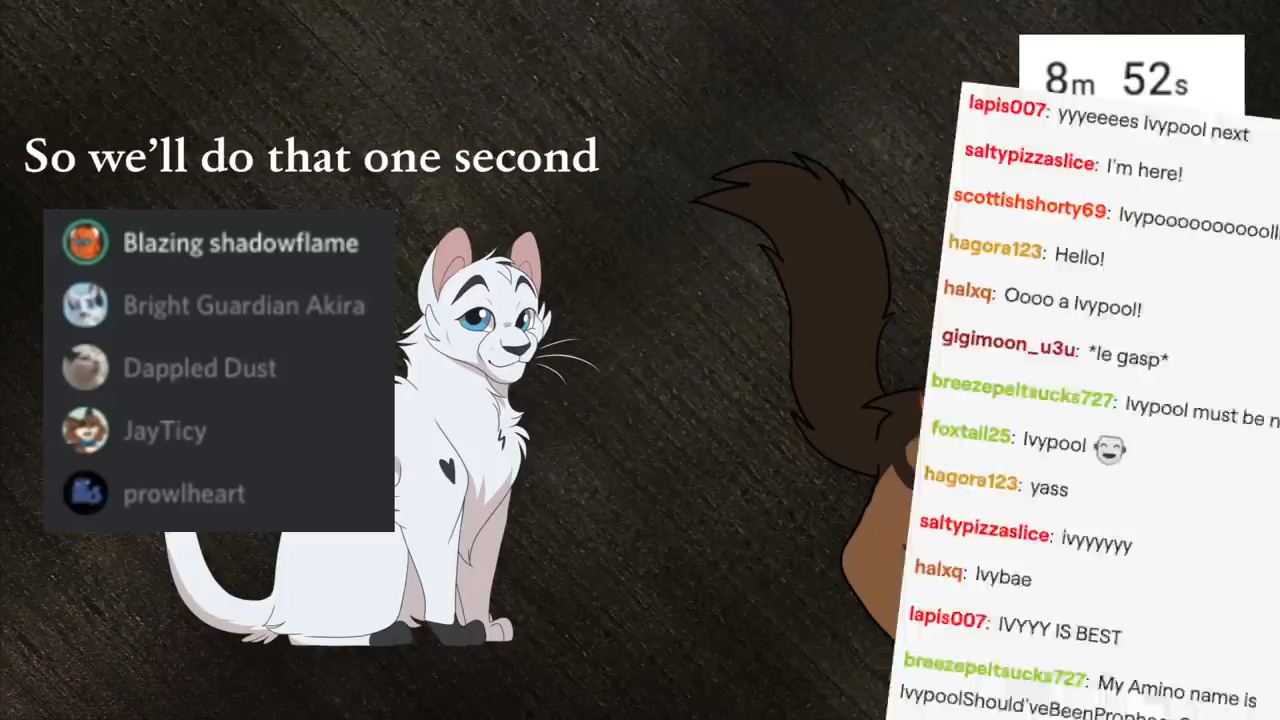 8m 52s
So we'll do that one second
Blazing shadowflame
Bright Guardian Akira
Dappled Dust
JayTicy
prowlheart
lapis007: yyyeeees Ivypool next
saltypizzaslice: I'm here!
scottishshorty69: Ivypoooooooooolll
hagora123: Hello!
halxq: Oooo a Ivypool!
gigimoon_u3u: *le gasp*
breezepeltsucks727: Ivypool must be
foxtail25: Ivypool
hagora123: yass
saltypizzaslice: ivyyyyyy
halxq: Ivybae
lapis007: IVYYY IS BEST
breezepeltsucks727: My Amino name is